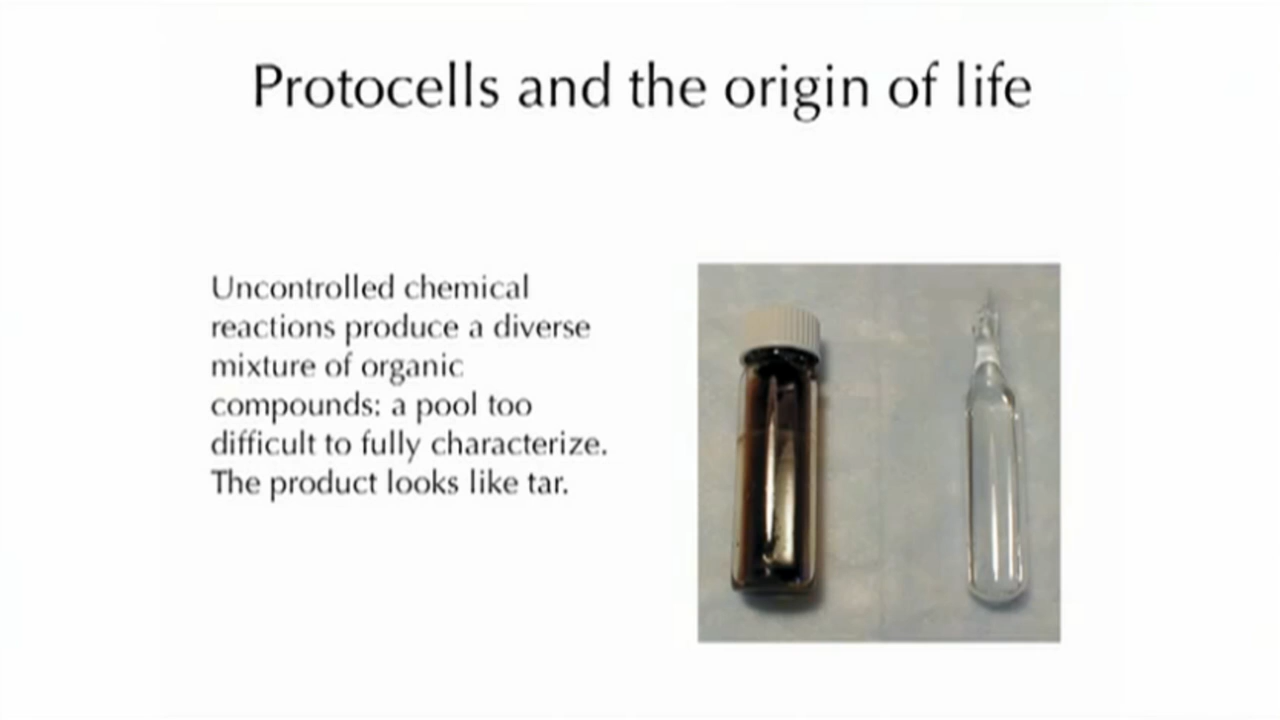 Protocells and the origin of life
Uncontrolled chemical
reactions produce a diverse
mixture of organic
compounds: a pool too
difficult to fully characterize.
The product looks like tar.